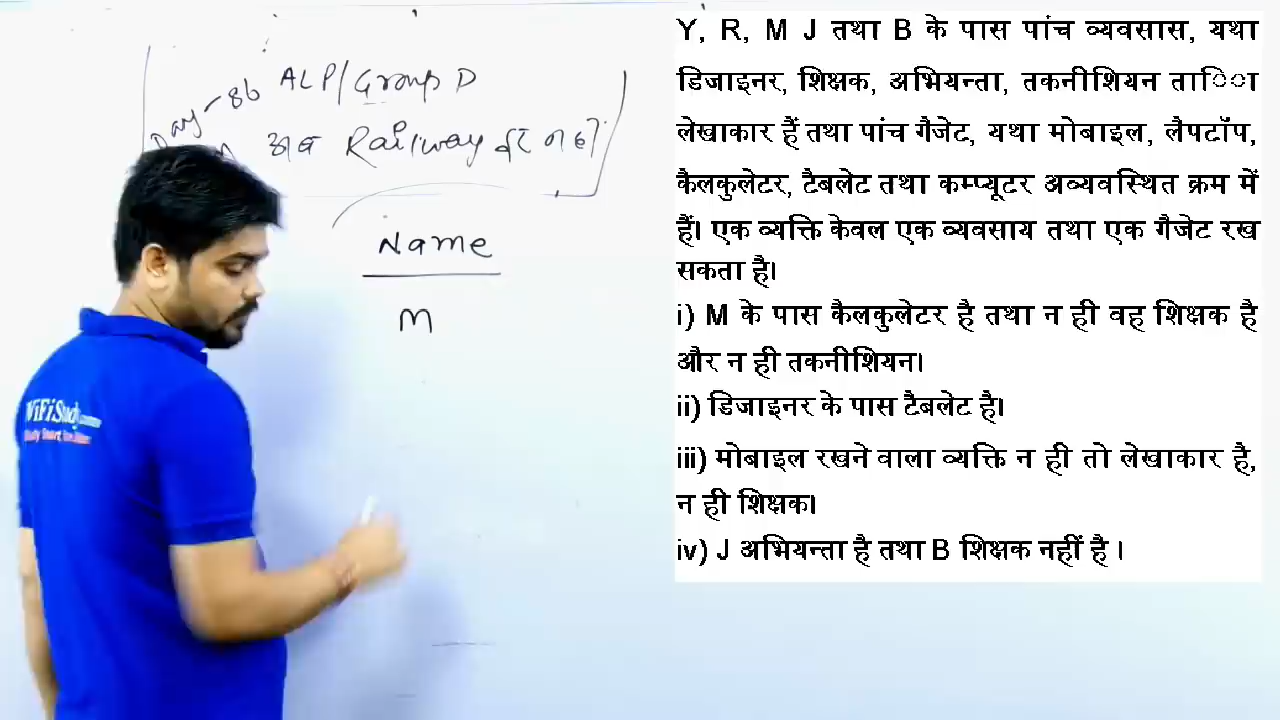 Day-86 ALP/Group D
अब Railway दूर नहीं
Name
M
WiFiStudy.com
Y, R, M J तथा B के पास पांच व्यवसास, यथा
डिजाइनर, शिक्षक, अभियन्ता, तकनीशियन तािंा
लेखाकार हैं तथा पांच गैजेट, यथा मोबाइल, लैपटॉप,
कैलकुलेटर, टैबलेट तथा कम्प्यूटर अव्यवस्थित क्रम में
हैं। एक व्यक्ति केवल एक व्यवसाय तथा एक गैजेट रख
सकता है।
i) M के पास कैलकुलेटर है तथा न ही वह शिक्षक है
और न ही तकनीशियन।
ii) डिजाइनर के पास टैबलेट है।
iii) मोबाइल रखने वाला व्यक्ति न ही तो लेखाकार है,
न ही शिक्षक।
iv) J अभियन्ता है तथा B शिक्षक नहीं है ।